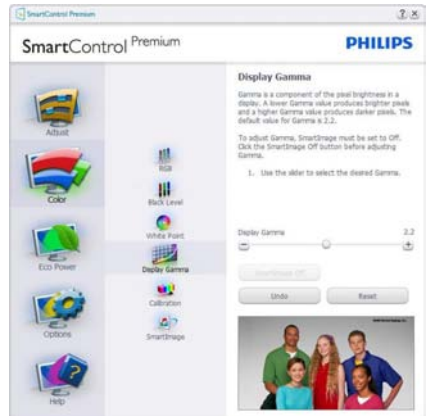 SmartControl Premium
SmartControl Premium
PHILIPS
Adjust
Color
Eco Power
Options
Help
RGB
Black Level
White Point
Display Gamma
Calibration
SmartImage
Display Gamma
Gamma is a component of the pixel brightness in a
display. A lower Gamma value produces brighter pixels
and a higher Gamma value produces darker pixels. The
default value for Gamma is 2.2.
To adjust Gamma, SmartImage must be set to Off.
Click the SmartImage Off button before adjusting
Gamma.
1. Use the slider to select the desired Gamma.
Display Gamma 2.2
SmartImage Off
Undo Reset